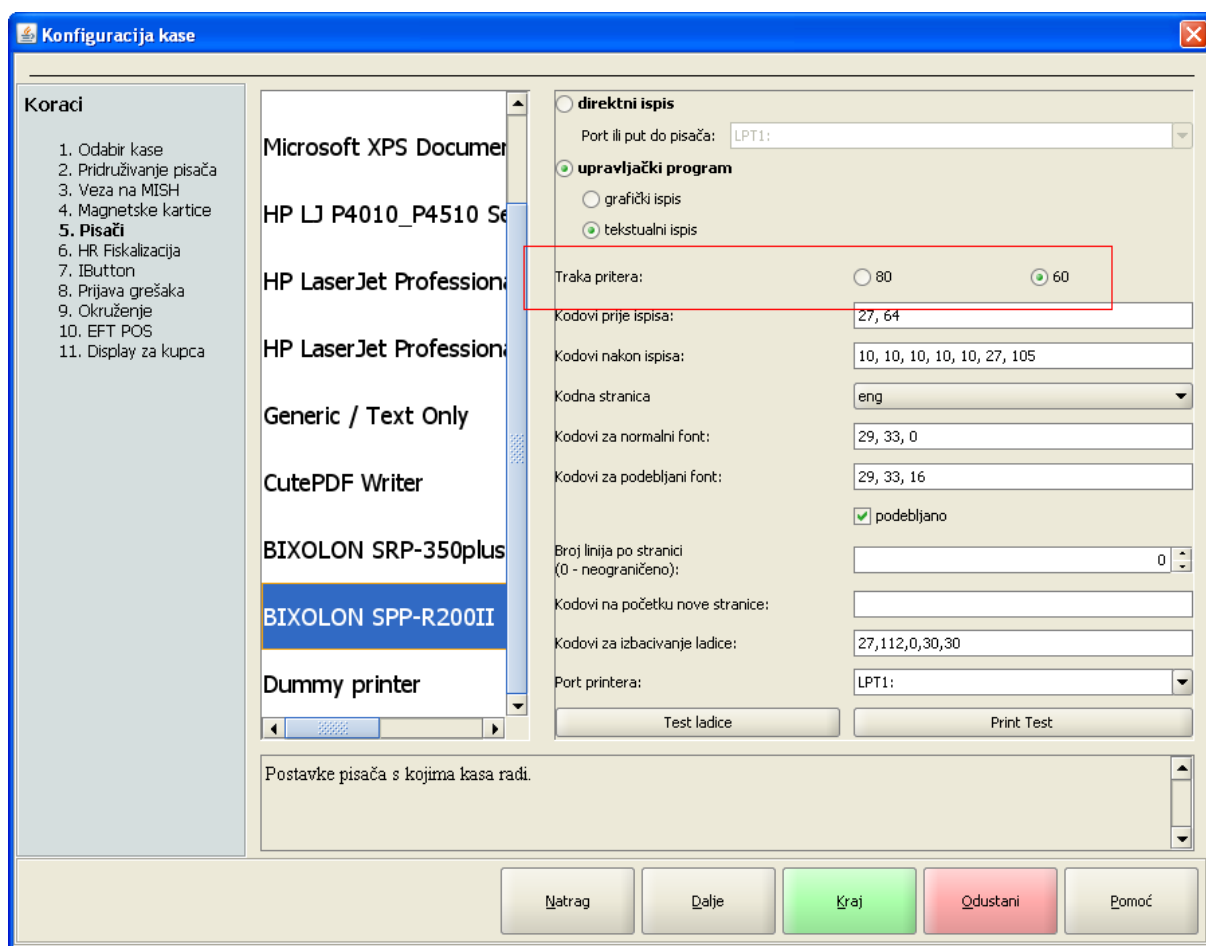 Konfiguracija kase
Koraci
1. Odabir kase
2. Pridruživanje pisača
3. Veza na MISH
4. Magnetske kartice
5. Pisači
6. HR Fiskalizacija
7. IButton
8. Prijava grešaka
9. Okruženje
10. EFT POS
11. Display za kupca
Microsoft XPS Documen
HP LJ P4010_P4510 Se
HP LaserJet Professiona
HP LaserJet Professiona
Generic / Text Only
CutePDF Writer
BIXOLON SRP-350plus
BIXOLON SPP-R200II
Dummy printer
direktni ispis
Port ili put do pisača: LPT1:
upravljački program
grafički ispis
tekstualni ispis
Traka pritera: 80 60
Kodovi prije ispisa: 27, 64
Kodovi nakon ispisa: 10, 10, 10, 10, 10, 27, 105
Kodna stranica eng
Kodovi za normalni font: 29, 33, 0
Kodovi za podebljani font: 29, 33, 16
podebljano
Broj linija po stranici
(0 - neograničeno): 0
Kodovi na početku nove stranice:
Kodovi za izbacivanje ladice: 27,112,0,30,30
Port printera: LPT1:
Test ladice Print Test
Postavke pisača s kojima kasa radi.
Natrag Dalje Kraj Odustani Pomoć